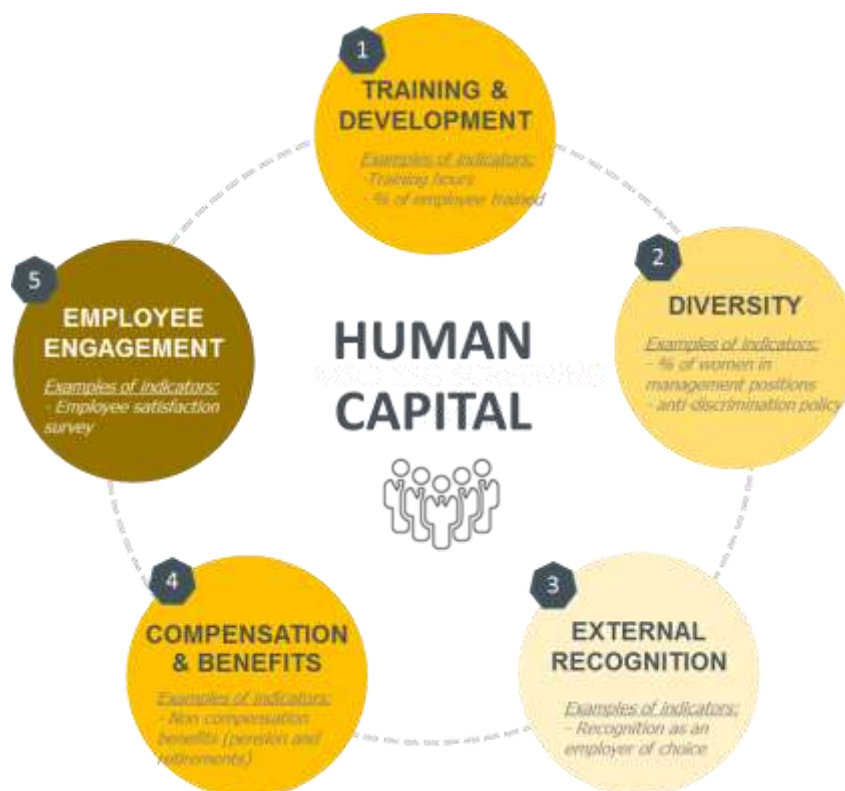 1
TRAINING &
DEVELOPMENT
Examples of indicators:
-Training hours
- % of employee trained
2
DIVERSITY
Examples of indicators:
- % of women in
management positions
- anti-discrimination policy
3
EXTERNAL
RECOGNITION
Examples of indicators:
- Recognition as an
employer of choice
4
COMPENSATION
& BENEFITS
Examples of indicators:
- Non compensation
benefits (pension and
retirements)
5
EMPLOYEE
ENGAGEMENT
Examples of indicators:
- Employee satisfaction
survey
HUMAN
CAPITAL